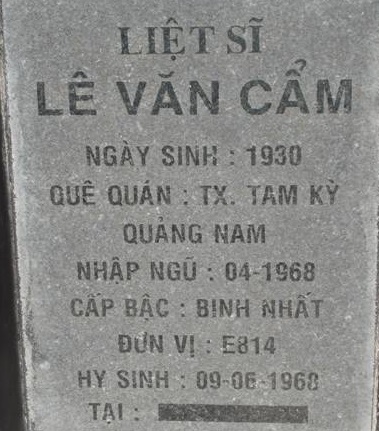 LIỆT SĨ
LÊ VĂN CẨM
NGÀY SINH : 1930
QUÊ QUÁN : TX. TAM KỲ
QUẢNG NAM
NHẬP NGŨ : 04-1968
CẤP BẬC : BINH NHẤT
ĐƠN VỊ : E814
HY SINH : 09-06-1968
TẠI :